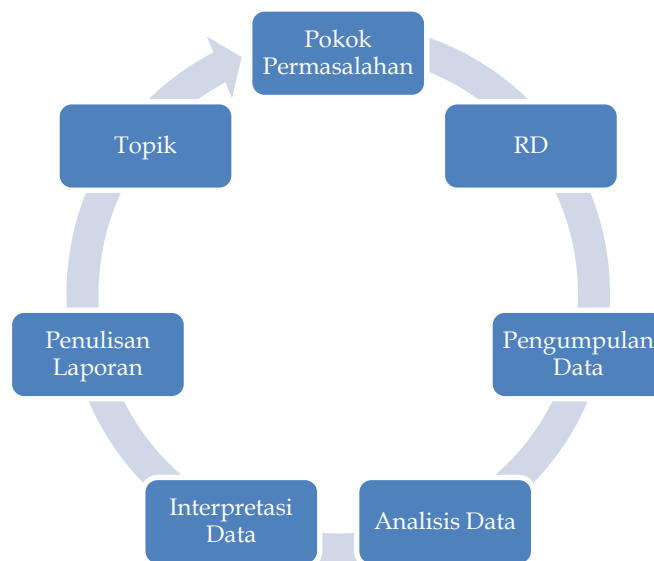 Pokok
Permasalahan
RD
Pengumpulan
Data
Analisis Data
Interpretasi
Data
Penulisan
Laporan
Topik